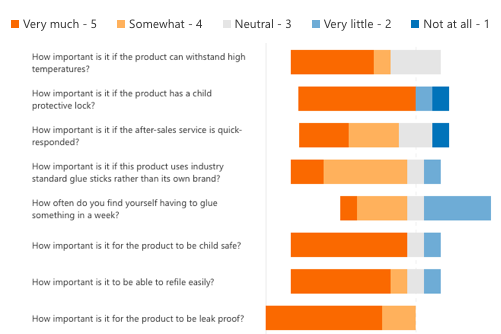 Very much - 5 Somewhat - 4 Neutral - 3 Very little - 2 Not at all - 1
How important is it if the product can withstand high
temperatures?
How important is it if the product has a child
protective lock?
How important is it if the after-sales service is quick-
responded?
How important is it if this product uses industry
standard glue sticks rather than its own brand?
How often do you find yourself having to glue
something in a week?
How important is it for the product to be child safe?
How important is it to be able to refile easily?
How important is it for the product to be leak proof?